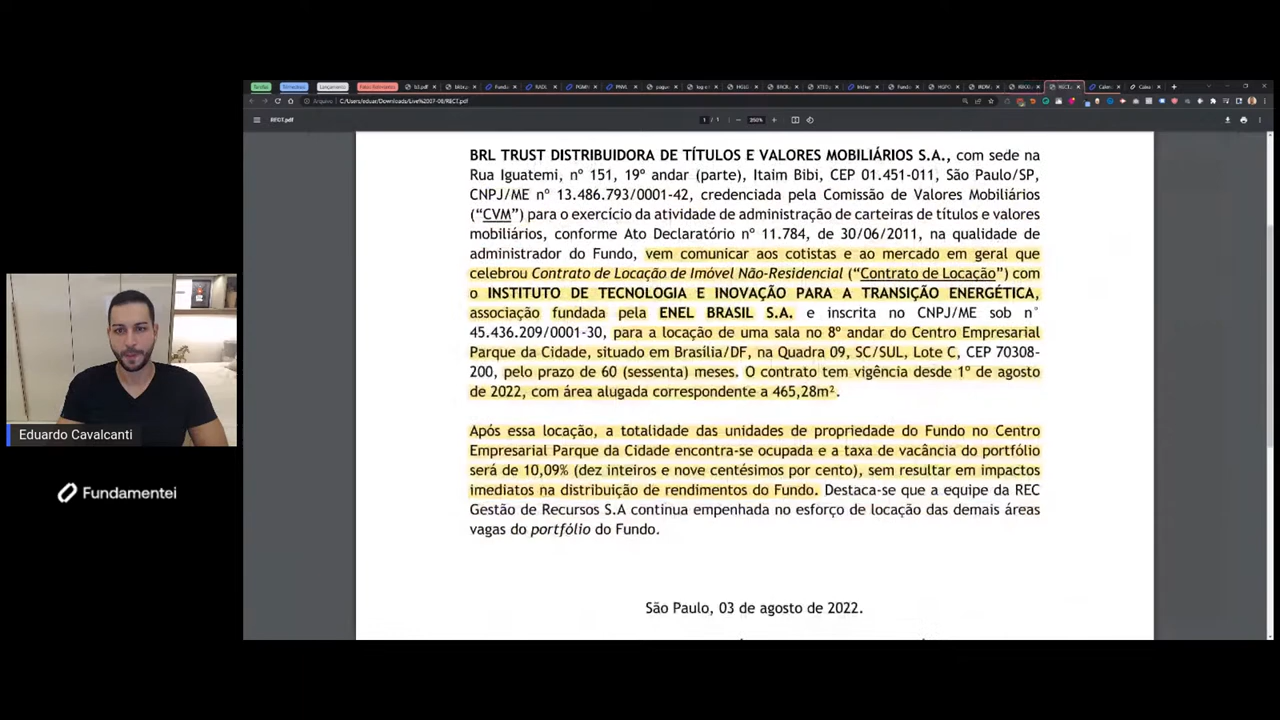 C:/Users/eduar/Downloads/Live%2007-08/RECT.pdf
RECT.pdf
1 / 1
BRL TRUST DISTRIBUIDORA DE TÍTULOS E VALORES MOBILIÁRIOS S.A., com sede na
Rua Iguatemi, nº 151, 19º andar (parte), Itaim Bibi, CEP 01.451-011, São Paulo/SP,
CNPJ/ME nº 13.486.793/0001-42, credenciada pela Comissão de Valores Mobiliários
(“CVM”) para o exercício da atividade de administração de carteiras de títulos e valores
mobiliários, conforme Ato Declaratório nº 11.784, de 30/06/2011, na qualidade de
administrador do Fundo, vem comunicar aos cotistas e ao mercado em geral que
celebrou Contrato de Locação de Imóvel Não-Residencial (“Contrato de Locação”) com
o INSTITUTO DE TECNOLOGIA E INOVAÇÃO PARA A TRANSIÇÃO ENERGÉTICA,
associação fundada pela ENEL BRASIL S.A. e inscrita no CNPJ/ME sob n°
45.436.209/0001-30, para a locação de uma sala no 8º andar do Centro Empresarial
Parque da Cidade, situado em Brasília/DF, na Quadra 09, SC/SUL, Lote C, CEP 70308-
200, pelo prazo de 60 (sessenta) meses. O contrato tem vigência desde 1º de agosto
de 2022, com área alugada correspondente a 465,28m².
Após essa locação, a totalidade das unidades de propriedade do Fundo no Centro
Empresarial Parque da Cidade encontra-se ocupada e a taxa de vacância do portfólio
será de 10,09% (dez inteiros e nove centésimos por cento), sem resultar em impactos
imediatos na distribuição de rendimentos do Fundo. Destaca-se que a equipe da REC
Gestão de Recursos S.A continua empenhada no esforço de locação das demais áreas
vagas do portfólio do Fundo.
São Paulo, 03 de agosto de 2022.
Eduardo Cavalcanti
Fundamentei